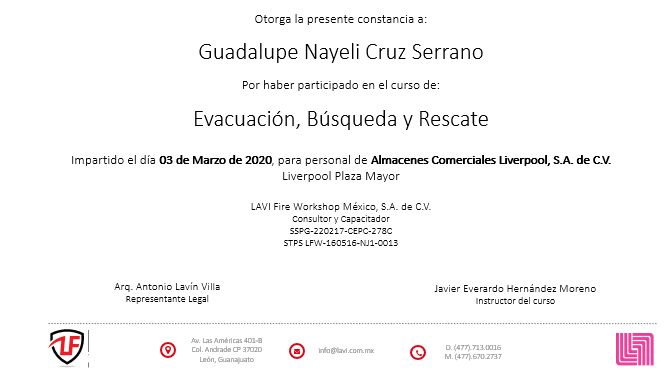 Otorga la presente constancia a:
Guadalupe Nayeli Cruz Serrano
Por haber participado en el curso de:
Evacuación, Búsqueda y Rescate
Impartido el día 03 de Marzo de 2020, para personal de Almacenes Comerciales Liverpool, S.A. de C.V.
Liverpool Plaza Mayor
LAVI Fire Workshop México, S.A. de C.V.
Consultor y Capacitador
SSPG-220217-CEPC-278C
STPS LFW-160516-NJ1-0013
Arq. Antonio Lavín Villa
Representante Legal
Javier Everardo Hernández Moreno
Instructor del curso
LF
Av. Las Américas 401-B
Col. Andrade CP 37020
León, Guanajuato
info@lavi.com.mx
O. (477).713.0016
M. (477).670.2737